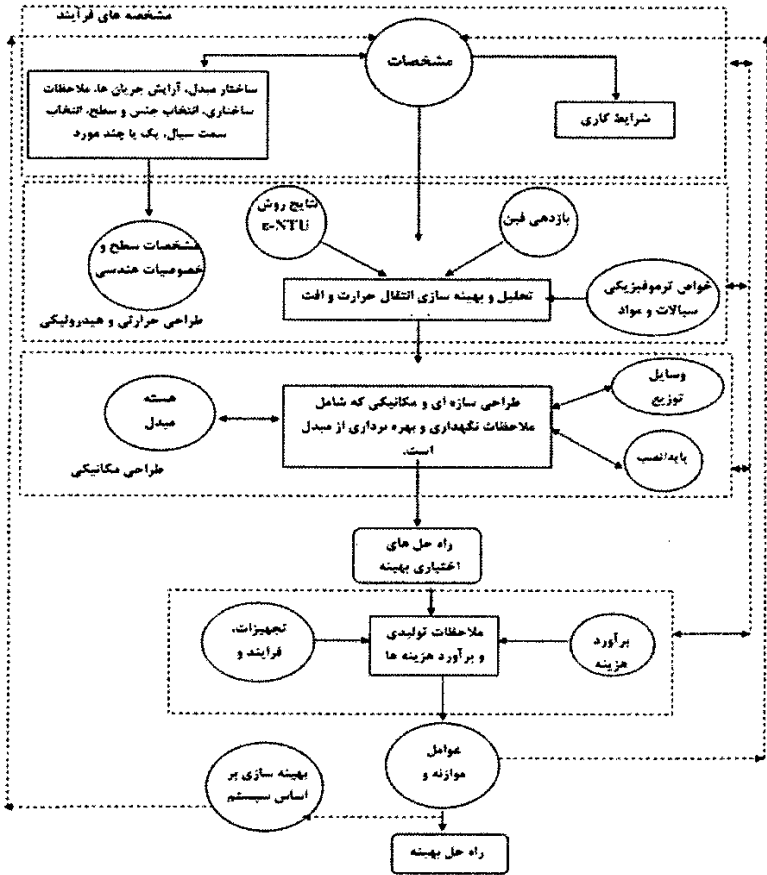 مشخصه های فرآیند
مشخصات
ساختار مبدل، آرایش جریان ها، ملاحظات
ساختاری، انتخاب جنس و سطح، انتخاب
سمت سیال، یک یا چند مورد
شرایط کاری
نتایج روش
ε-NTU
بازدهی فین
مشخصات سطح و
خصوصیات هندسی
تحلیل و بهینه سازی انتقال حرارت و افت
خواص ترموفیزیکی
سیالات و مواد
طراحی حرارتی و هیدرولیکی
هسته
مبدل
طراحی سازه ای و مکانیکی که شامل
ملاحظات نگهداری و بهره برداری از مبدل
است.
وسایل
توزیع
پایه/نصب
طراحی مکانیکی
راه حل های
اختیاری بهینه
تجهیزات،
فرآیند و
ملاحظات تولیدی
و برآورد هزینه ها
برآورد
هزینه
عوامل
موازنه و
بهینه سازی بر
اساس سیستم
راه حل بهینه